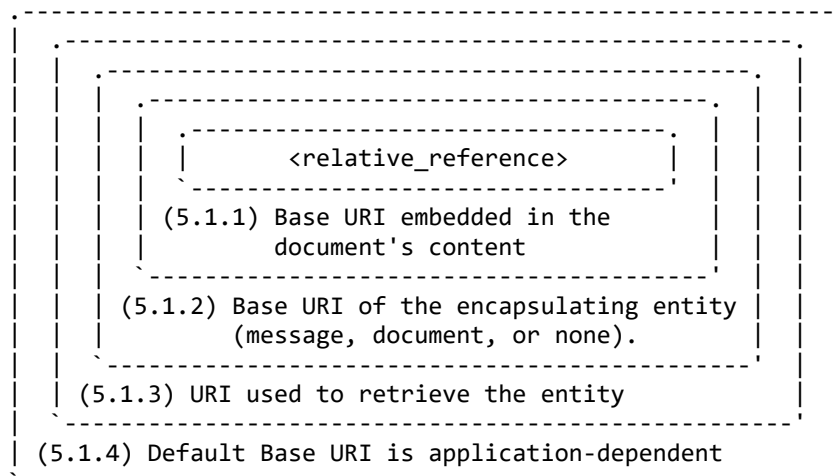 <relative_reference>
(5.1.1) Base URI embedded in the
document's content
(5.1.2) Base URI of the encapsulating entity
(message, document, or none).
(5.1.3) URI used to retrieve the entity
(5.1.4) Default Base URI is application-dependent